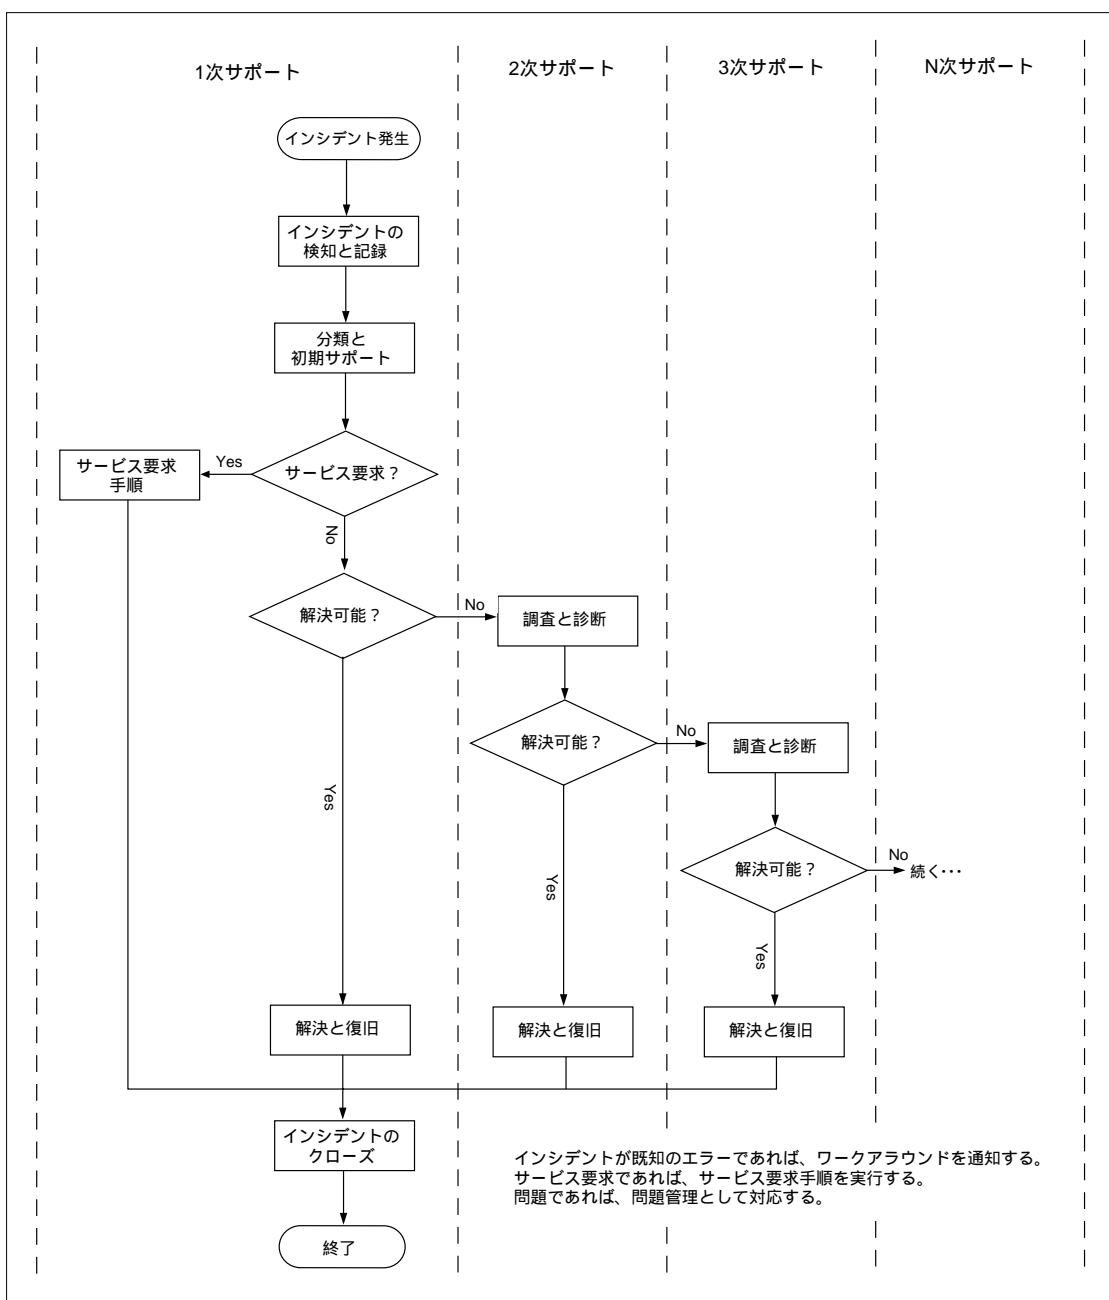 1次サポート
2次サポート
3次サポート
N次サポート
インシデント発生
インシデントの
検知と記録
分類と
初期サポート
サービス要求?
Yes
サービス要求
手順
No
解決可能?
No
調査と診断
解決可能?
No
調査と診断
Yes
解決可能?
No
続く・・・
Yes
Yes
解決と復旧
解決と復旧
解決と復旧
インシデントの
クローズ
インシデントが既知のエラーであれば、ワークアラウンドを通知する。
サービス要求であれば、サービス要求手順を実行する。
問題であれば、問題管理として対応する。
終了